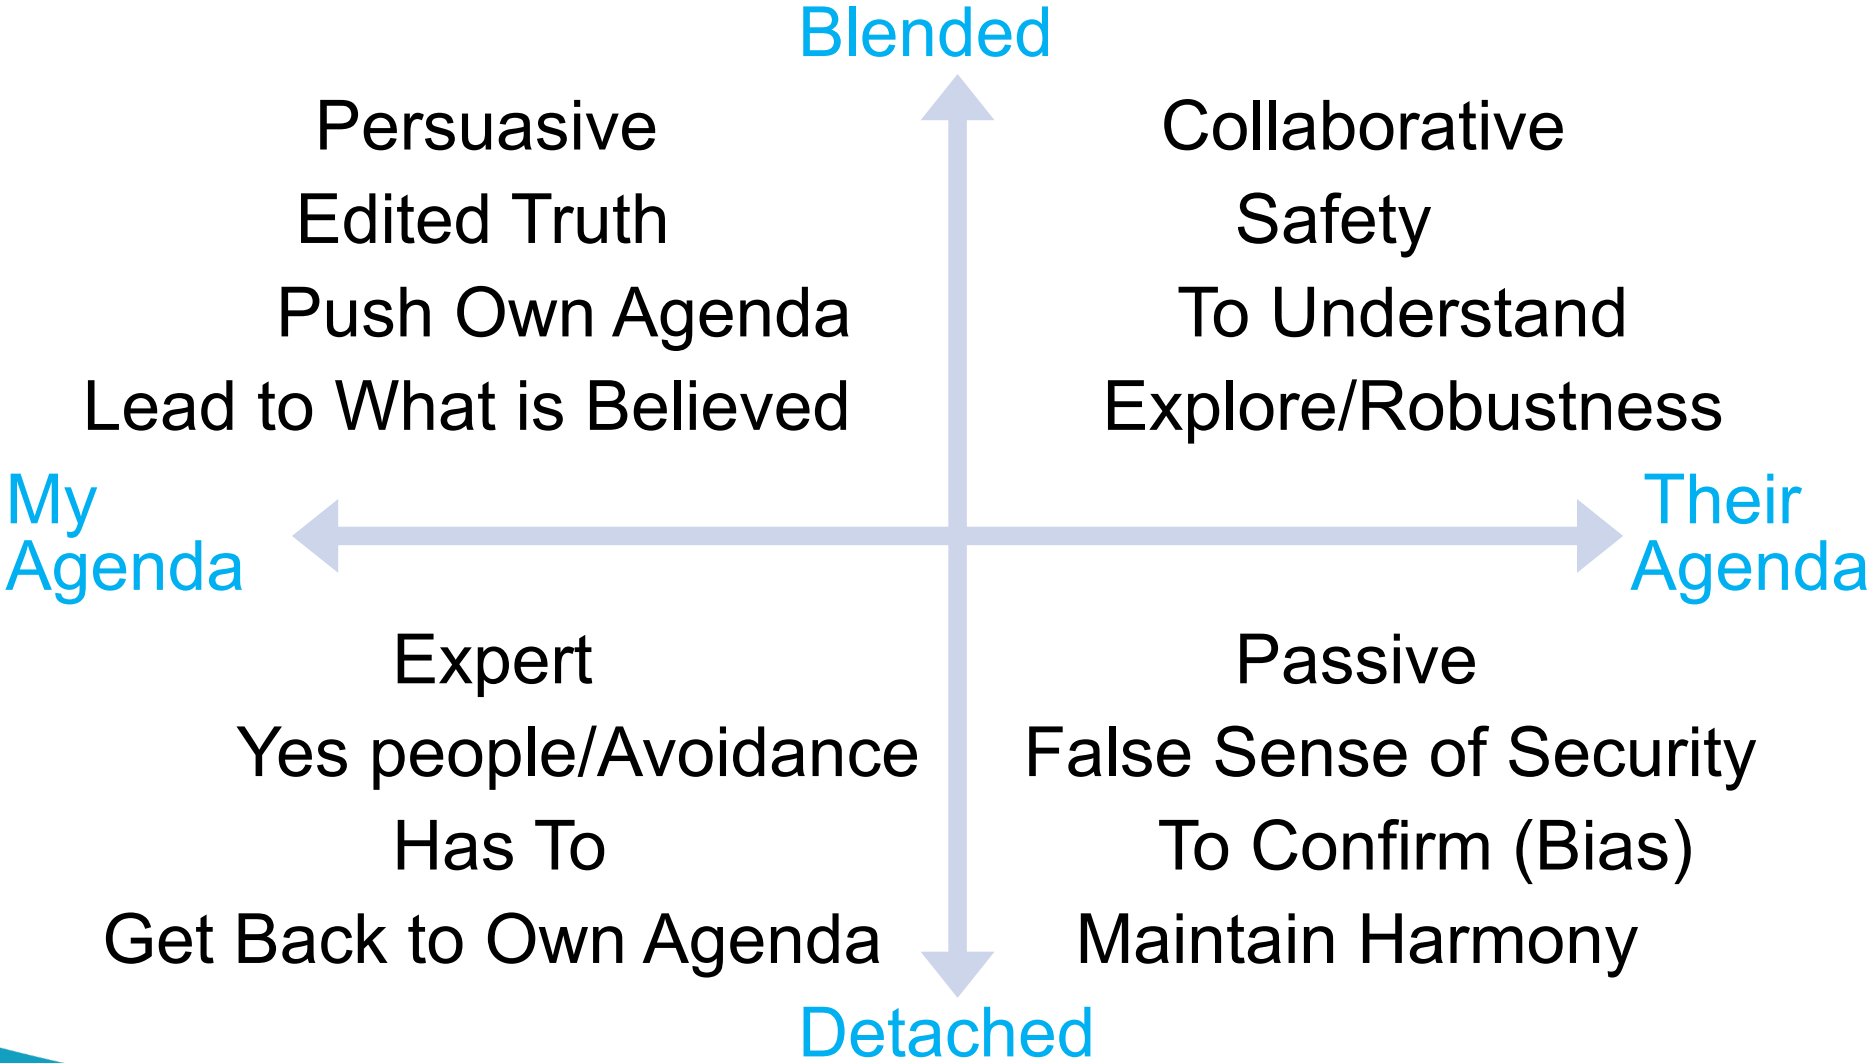 Blended
Persuasive
Edited Truth
Push Own Agenda
Lead to What is Believed
Collaborative
Safety
To Understand
Explore/Robustness
My
Agenda
Their
Agenda
Expert
Yes people/Avoidance
Has To
Get Back to Own Agenda
Passive
False Sense of Security
To Confirm (Bias)
Maintain Harmony
Detached